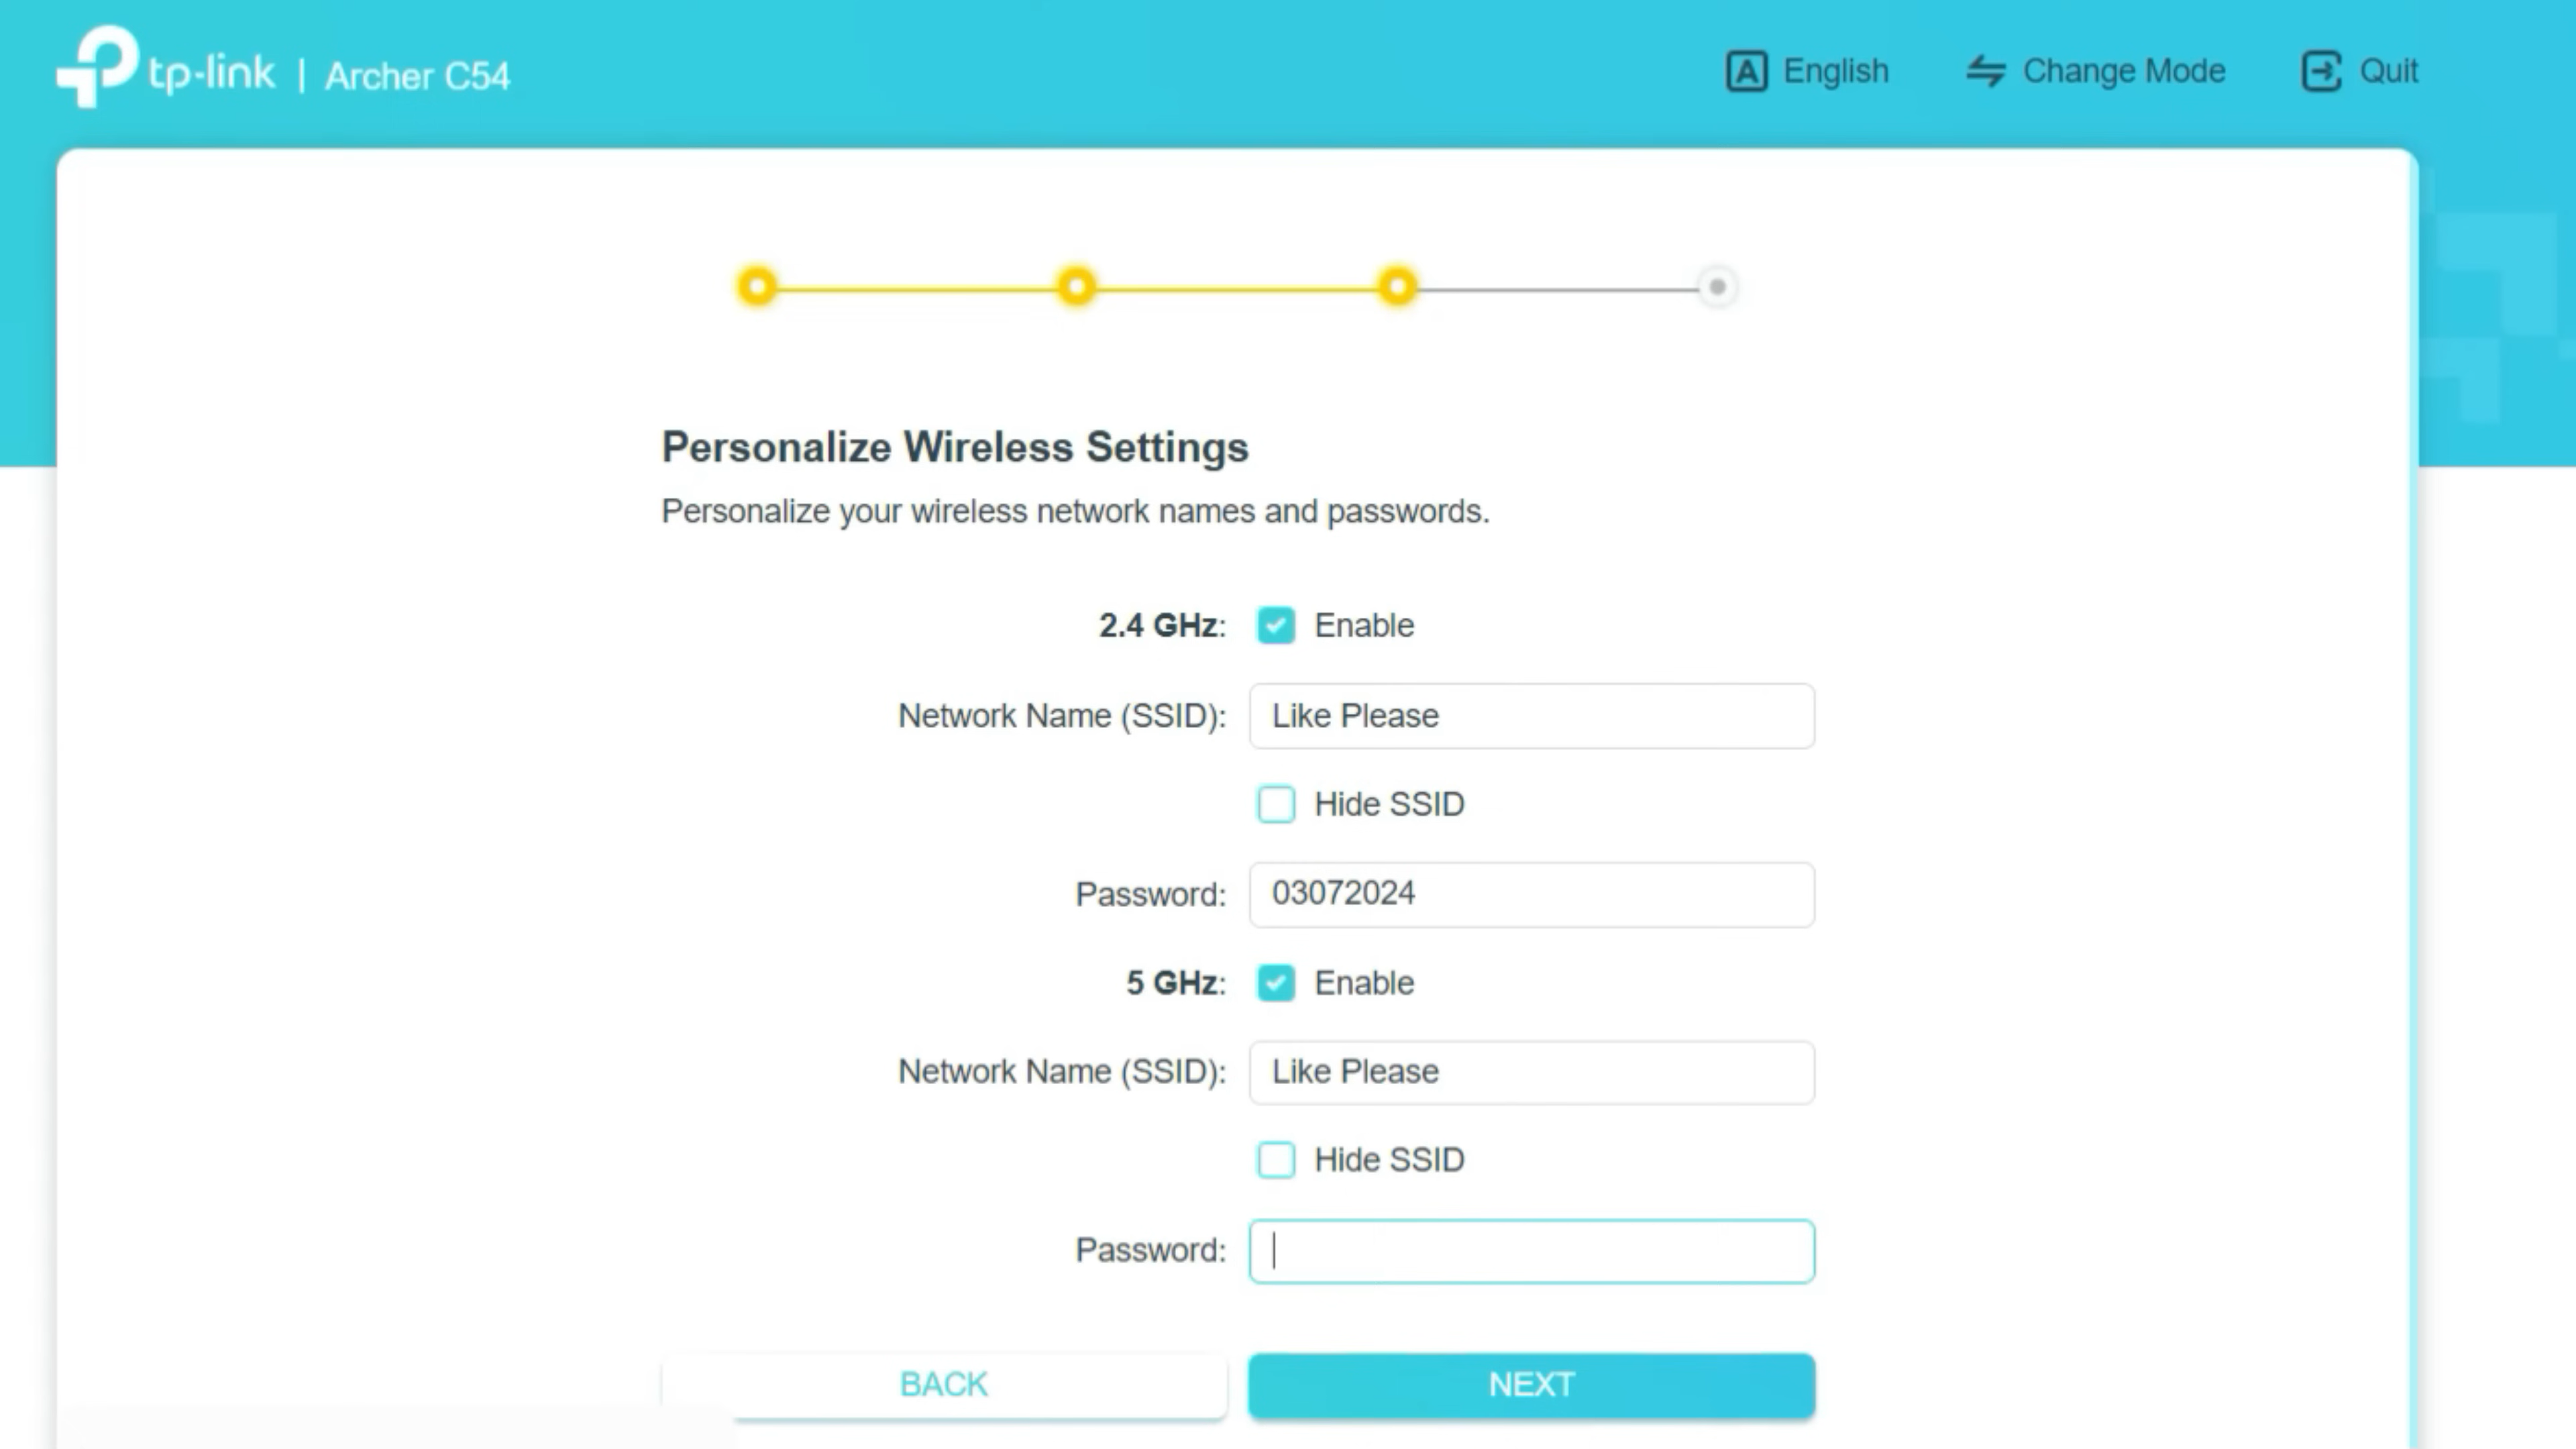 tp-link | Archer C54
English
Change Mode
Quit
Personalize Wireless Settings
Personalize your wireless network names and passwords.
2.4 GHz: Enable
Network Name (SSID): Like Please
Hide SSID
Password: 03072024
5 GHz: Enable
Network Name (SSID): Like Please
Hide SSID
Password:
BACK
NEXT